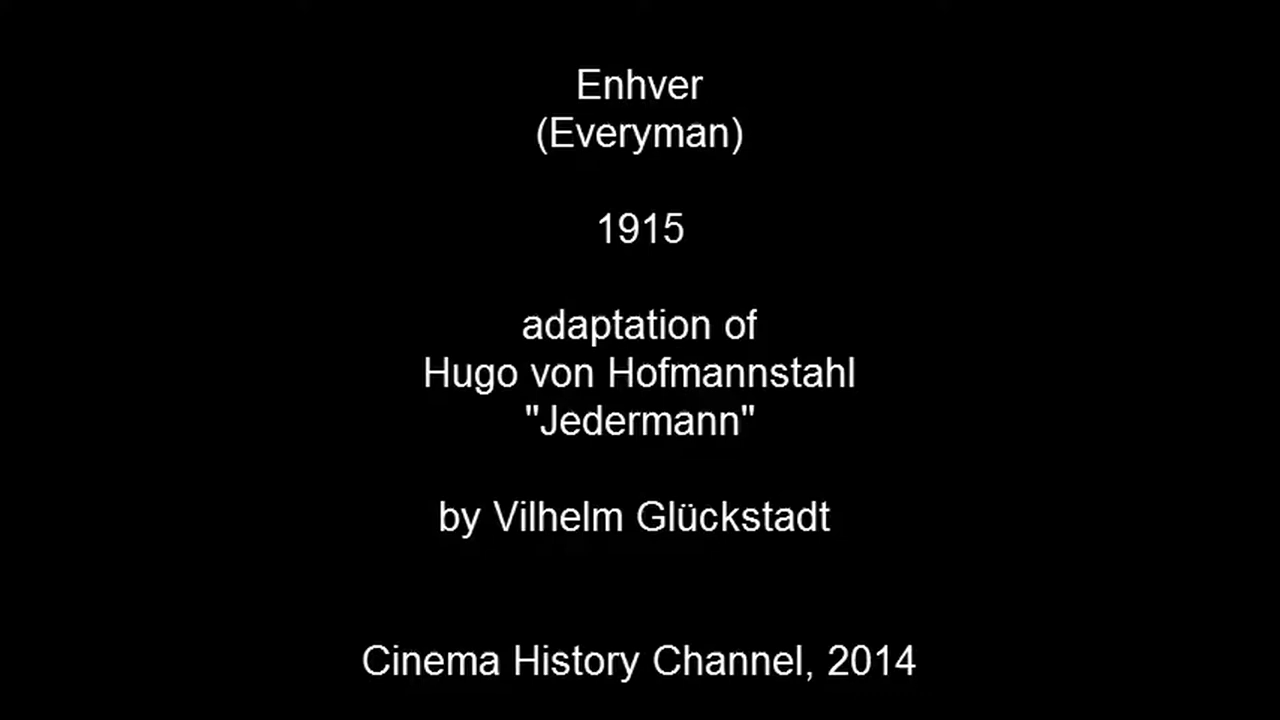 Enhver
(Everyman)
1915
adaptation of
Hugo von Hofmannstahl
"Jedermann"
by Vilhelm Glückstadt
Cinema History Channel, 2014